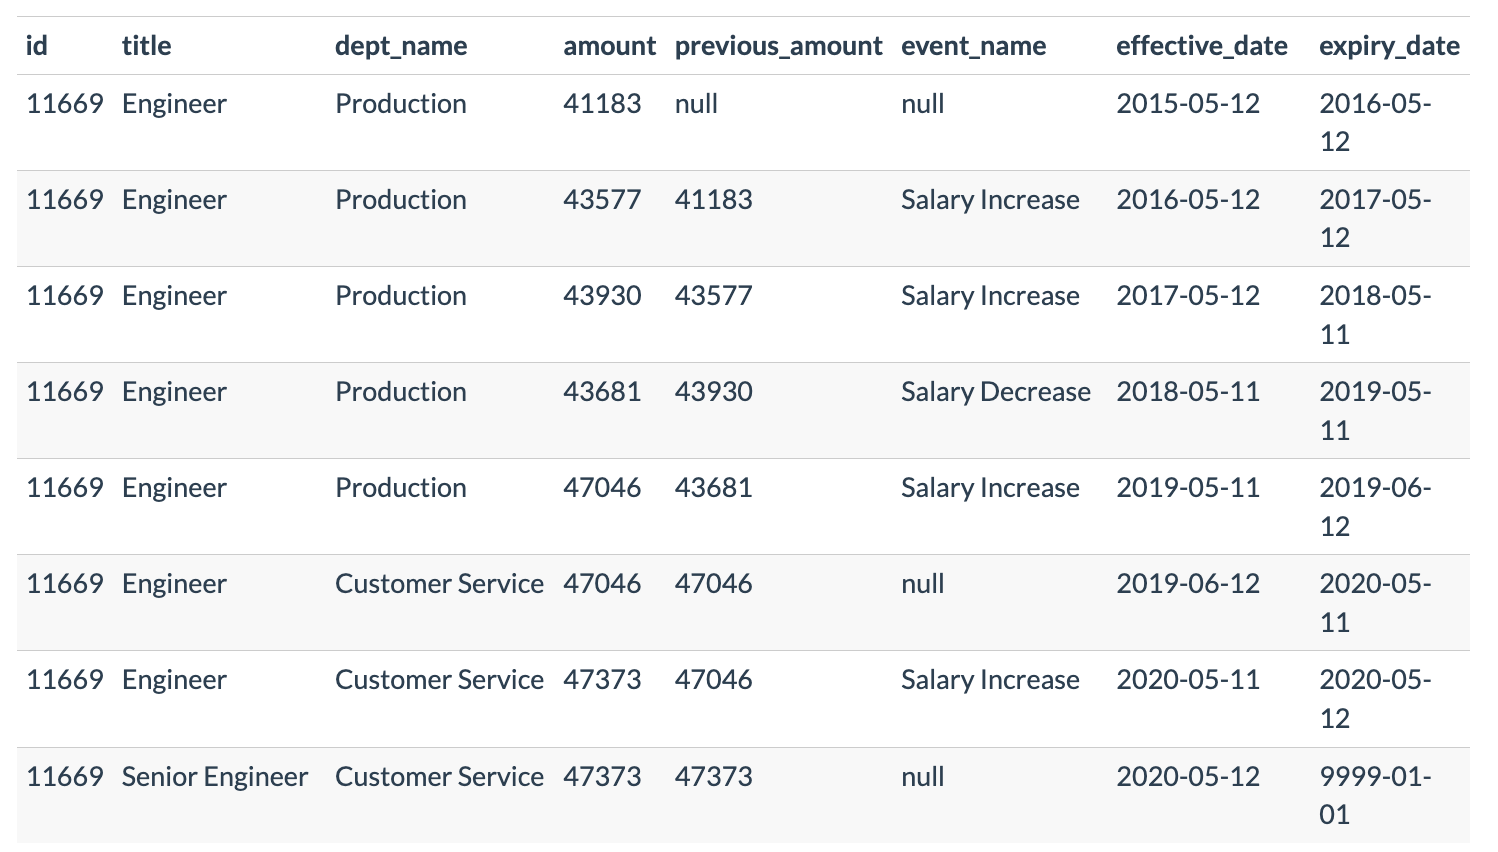 id title dept_name amount previous_amount event_name effective_date expiry_date
11669 Engineer Production 41183 null null 2015-05-12 2016-05-
12
11669 Engineer Production 43577 41183 Salary Increase 2016-05-12 2017-05-
12
11669 Engineer Production 43930 43577 Salary Increase 2017-05-12 2018-05-
11
11669 Engineer Production 43681 43930 Salary Decrease 2018-05-11 2019-05-
11
11669 Engineer Production 47046 43681 Salary Increase 2019-05-11 2019-06-
12
11669 Engineer Customer Service 47046 47046 null 2019-06-12 2020-05-
11
11669 Engineer Customer Service 47373 47046 Salary Increase 2020-05-11 2020-05-
12
11669 Senior Engineer Customer Service 47373 47373 null 2020-05-12 9999-01-
01